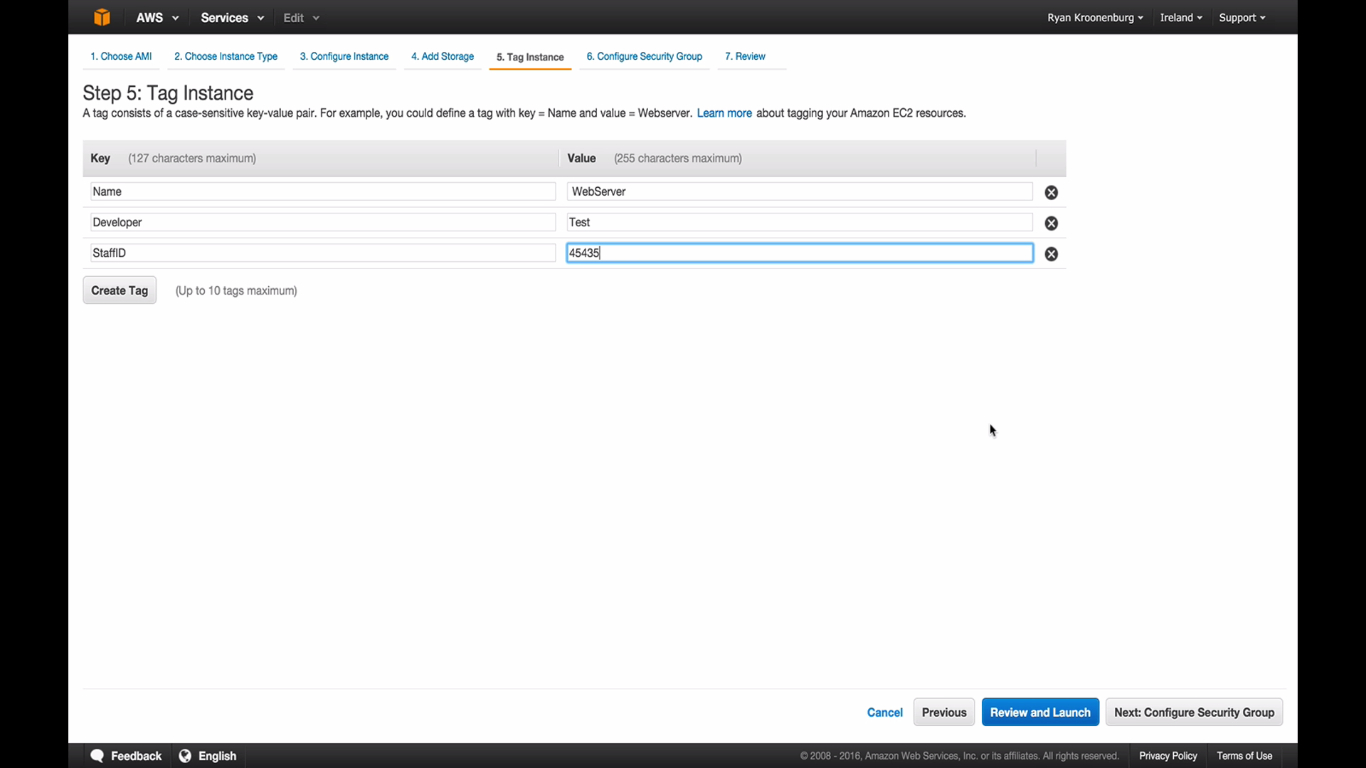 AWS Services Edit Ryan Kroonenburg Ireland Support
1. Choose AMI 2. Choose Instance Type 3. Configure Instance 4. Add Storage 5. Tag Instance 6. Configure Security Group 7. Review
Step 5: Tag Instance
A tag consists of a case-sensitive key-value pair. For example, you could define a tag with key = Name and value = Webserver. Learn more about tagging your Amazon EC2 resources.
Key (127 characters maximum) Value (255 characters maximum)
Name WebServer
Developer Test
StaffID 45435
Create Tag (Up to 10 tags maximum)
Cancel Previous Review and Launch Next: Configure Security Group
Feedback English © 2008 - 2016, Amazon Web Services, Inc. or its affiliates. All rights reserved. Privacy Policy Terms of Use